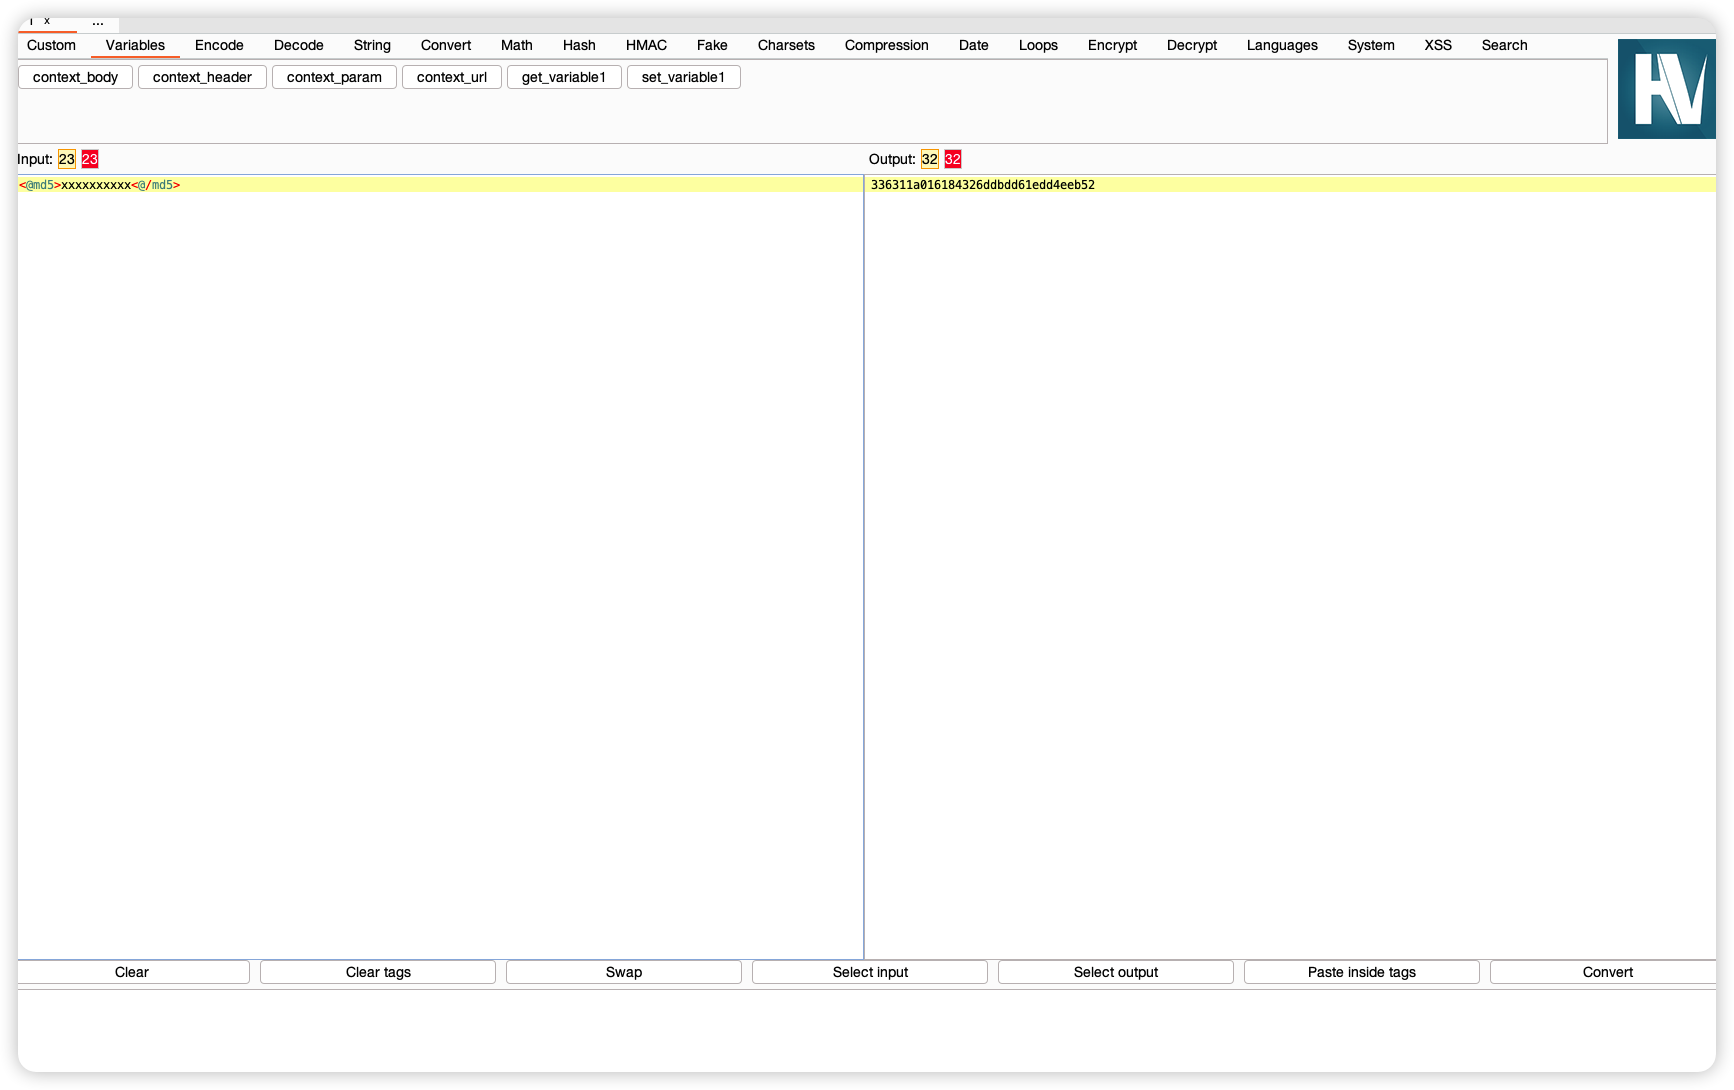 x ...
Custom Variables Encode Decode String Convert Math Hash HMAC Fake Charsets Compression Date Loops Encrypt Decrypt Languages System XSS Search
context_body context_header context_param context_url get_variable1 set_variable1
HV
Input: 23 23 Output: 32 32
<@md5>xxxxxxxxxx<@/md5> 336311a016184326ddbdd61edd4eeb52
Clear Clear tags Swap Select input Select output Paste inside tags Convert